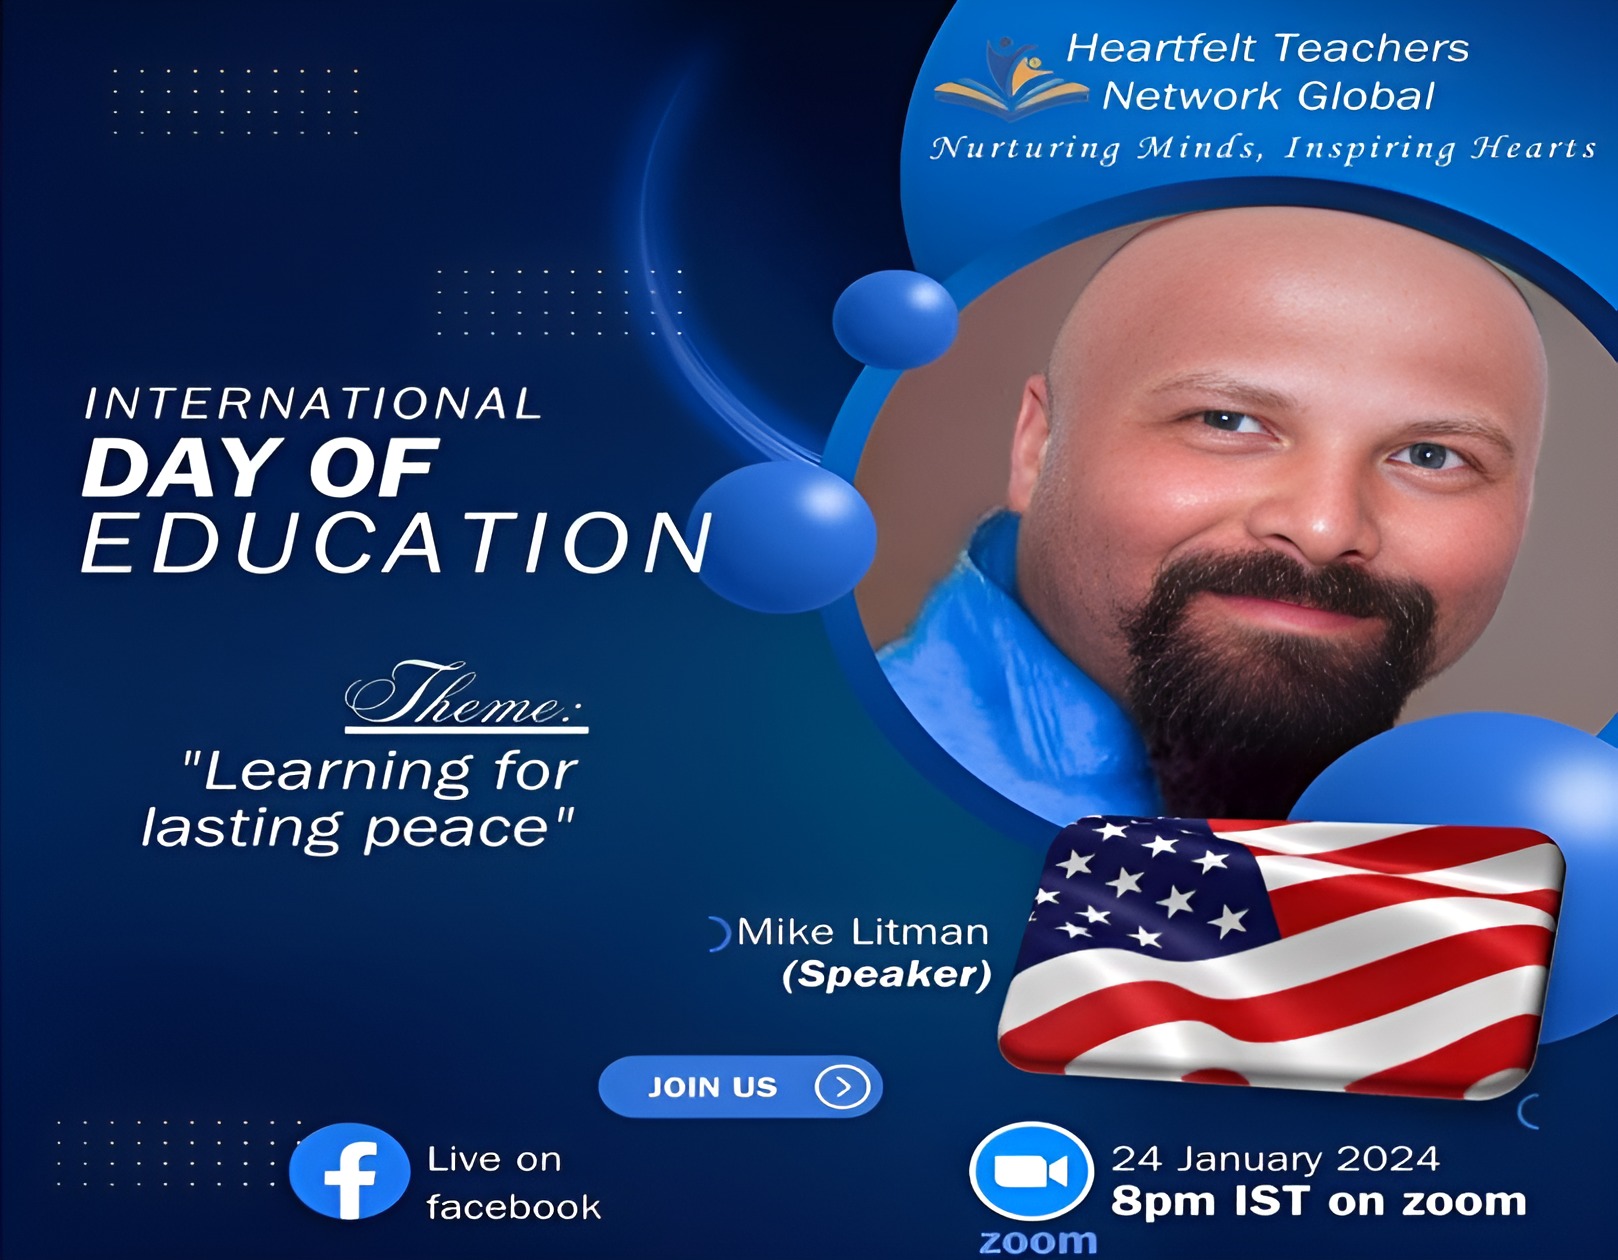 Heartfelt Teachers
Network Global
Nurturing Minds, Inspiring Hearts
INTERNATIONAL
DAY OF
EDUCATION
Theme:
"Learning for
lasting peace"
Mike Litman
(Speaker)
JOIN US
Live on
facebook
24 January 2024
8pm IST on zoom
zoom